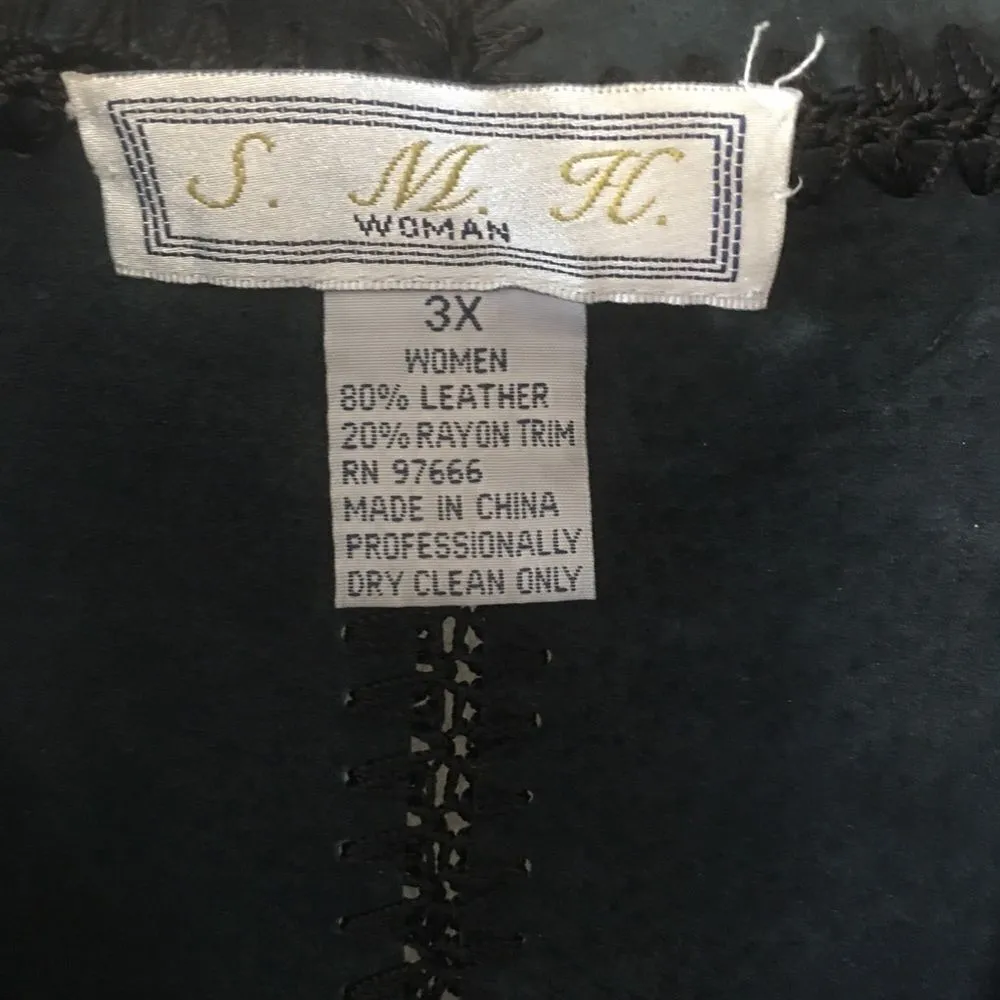 S. M. H.
WOMAN
3X
WOMEN
80% LEATHER
20% RAYON TRIM
RN 97666
MADE IN CHINA
PROFESSIONALLY
DRY CLEAN ONLY